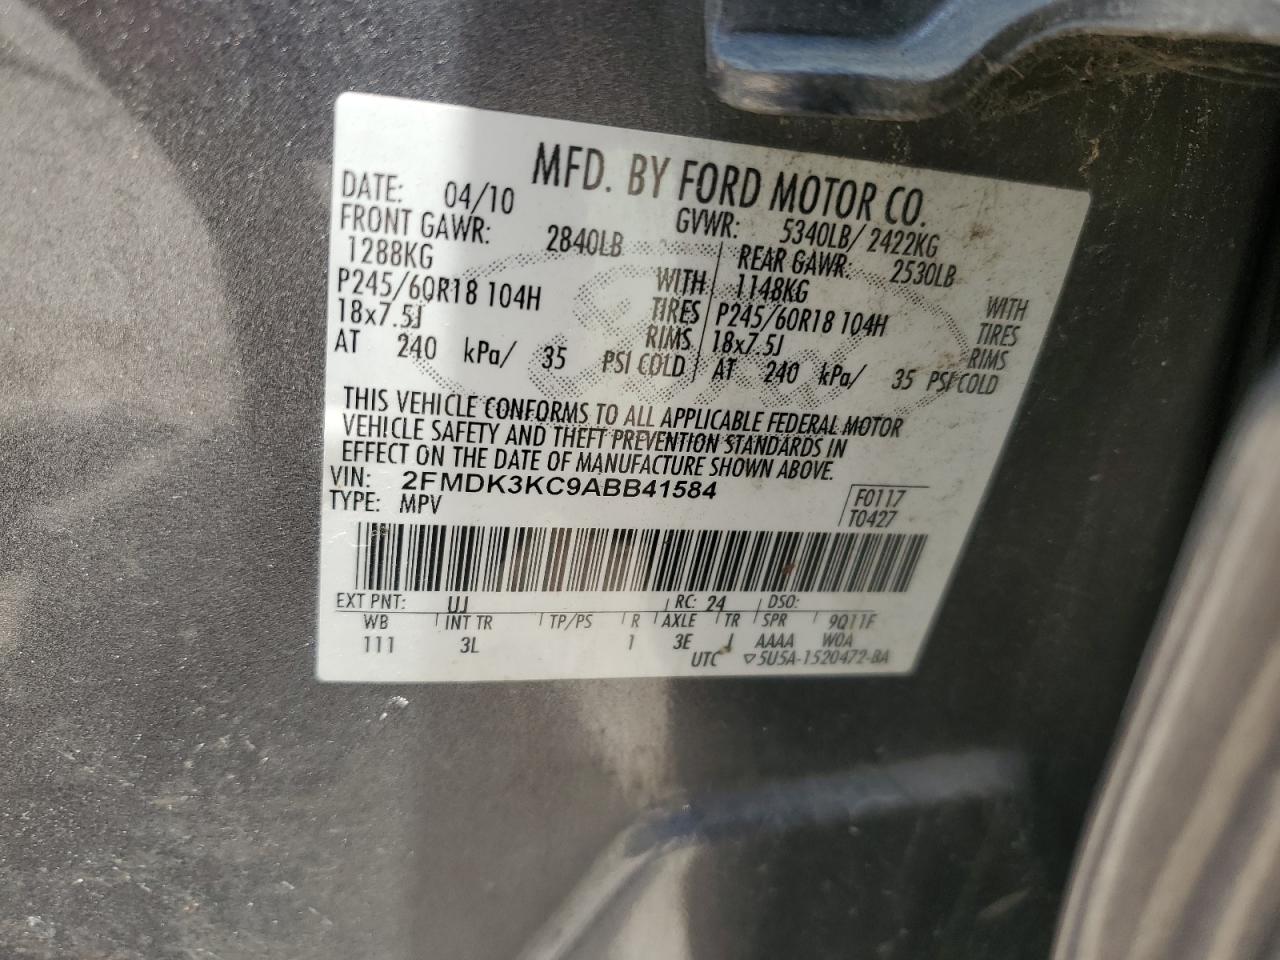 MFD. BY FORD MOTOR CO.
DATE: 04/10 GVWR: 5340LB/ 2422KG
FRONT GAWR: 2840LB REAR GAWR: 2530LB
1288KG WITH 1148KG WITH
P245/60R18 104H TIRES P245/60R18 104H TIRES
18x7.5J RIMS 18x7.5J RIMS
AT 240 kPa/ 35 PSI COLD AT 240 kPa/ 35 PSI COLD
THIS VEHICLE CONFORMS TO ALL APPLICABLE FEDERAL MOTOR
VEHICLE SAFETY AND THEFT PREVENTION STANDARDS IN
EFFECT ON THE DATE OF MANUFACTURE SHOWN ABOVE.
VIN: 2FMDK3KC9ABB41584 F0117
TYPE: MPV T0427
EXT PNT: UJ RC: 24 DSO:
WB INT TR TP/PS R AXLE TR SPR 9Q11F
111 3L 1 3E J AAAA W0A
UTC ▽5U5A-1520472-BA